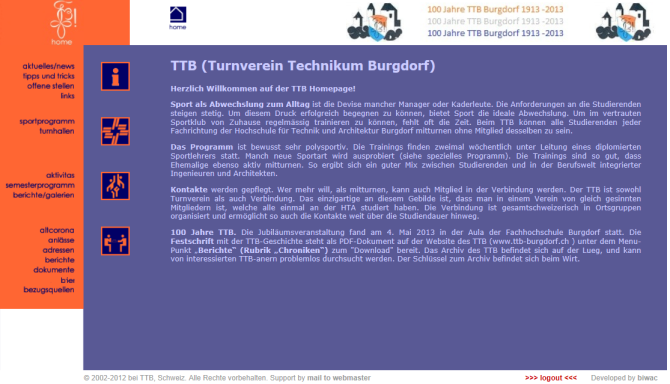 home
home
100 Jahre TTB Burgdorf 1913 -2013
100 Jahre TTB Burgdorf 1913 -2013
100 Jahre TTB Burgdorf 1913 -2013
aktuelles/news
tipps und tricks
offene stellen
links
sportprogramm
turnhallen
aktivitas
semesterprogramm
berichte/galerien
altcorona
anlässe
adressen
berichte
dokumente
bier
bezugsquellen
TTB (Turnverein Technikum Burgdorf)
Herzlich Willkommen auf der TTB Homepage!
Sport als Abwechslung zum Alltag ist die Devise mancher Manager oder Kaderleute. Die Anforderungen an die Studierenden
steigen stetig. Um diesem Druck erfolgreich begegnen zu können, bietet Sport die ideale Abwechslung. Um im vertrauten
Sportklub von Zuhause regelmässig trainieren zu können, fehlt oft die Zeit. Beim TTB können alle Studierenden jeder
Fachrichtung der Hochschule für Technik und Architektur Burgdorf mitturnen ohne Mitglied desselben zu sein.
Das Programm ist bewusst sehr polysportiv. Die Trainings finden zweimal wöchentlich unter Leitung eines diplomierten
Sportlehrers statt. Manch neue Sportart wird ausprobiert (siehe spezielles Programm). Die Trainings sind so gut, dass
Ehemalige ebenso aktiv mitturnen. So ergibt sich ein guter Mix zwischen Studierenden und in der Berufswelt integrierter
Ingenieuren und Architekten.
Kontakte werden gepflegt. Wer mehr will, als mitturnen, kann auch Mitglied in der Verbindung werden. Der TTB ist sowohl
Turnverein als auch Verbindung. Das einzigartige an diesem Gebilde ist, dass man in einem Verein von gleich gesinnten
Mitgliedern ist, welche alle einmal an der HTA studiert haben. Die Verbindung ist gesamtschweizerisch in Ortsgruppen
organisiert und ermöglicht so auch die Kontakte weit über die Studiendauer hinweg.
100 Jahre TTB. Die Jubiläumsveranstaltung fand am 4. Mai 2013 in der Aula der Fachhochschule Burgdorf statt. Die
Festschrift mit der TTB-Geschichte steht als PDF-Dokument auf der Website des TTB (www.ttb-burgdorf.ch ) unter dem Menu-
Punkt „Berichte“ (Rubrik „Chroniken“) zum "Download" bereit. Das Archiv des TTB befindet sich auf der Lueg, und kann
von interessierten TTB-anern problemlos durchsucht werden. Der Schlüssel zum Archiv befindet sich beim Wirt.
© 2002-2012 bei TTB, Schweiz. Alle Rechte vorbehalten. Support by mail to webmaster
>>> logout <<<
Developed by biwac